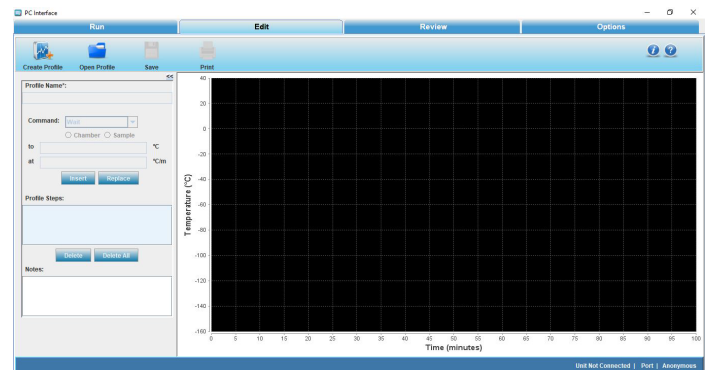 PC Interface
Run Edit Review Options
Create Profile Open Profile Save Print
<<
Profile Name*:
Command: Wait
Chamber Sample
to °C
at °C/m
Insert Replace
Profile Steps:
Delete Delete All
Notes:
Temperature (°C)
40
20
0
-20
-40
-60
-80
-100
-120
-140
-160
0 5 10 15 20 25 30 35 40 45 50 55 60 65 70 75 80 85 90 95 100
Time (minutes)
Unit Not Connected | Port | Anonymous